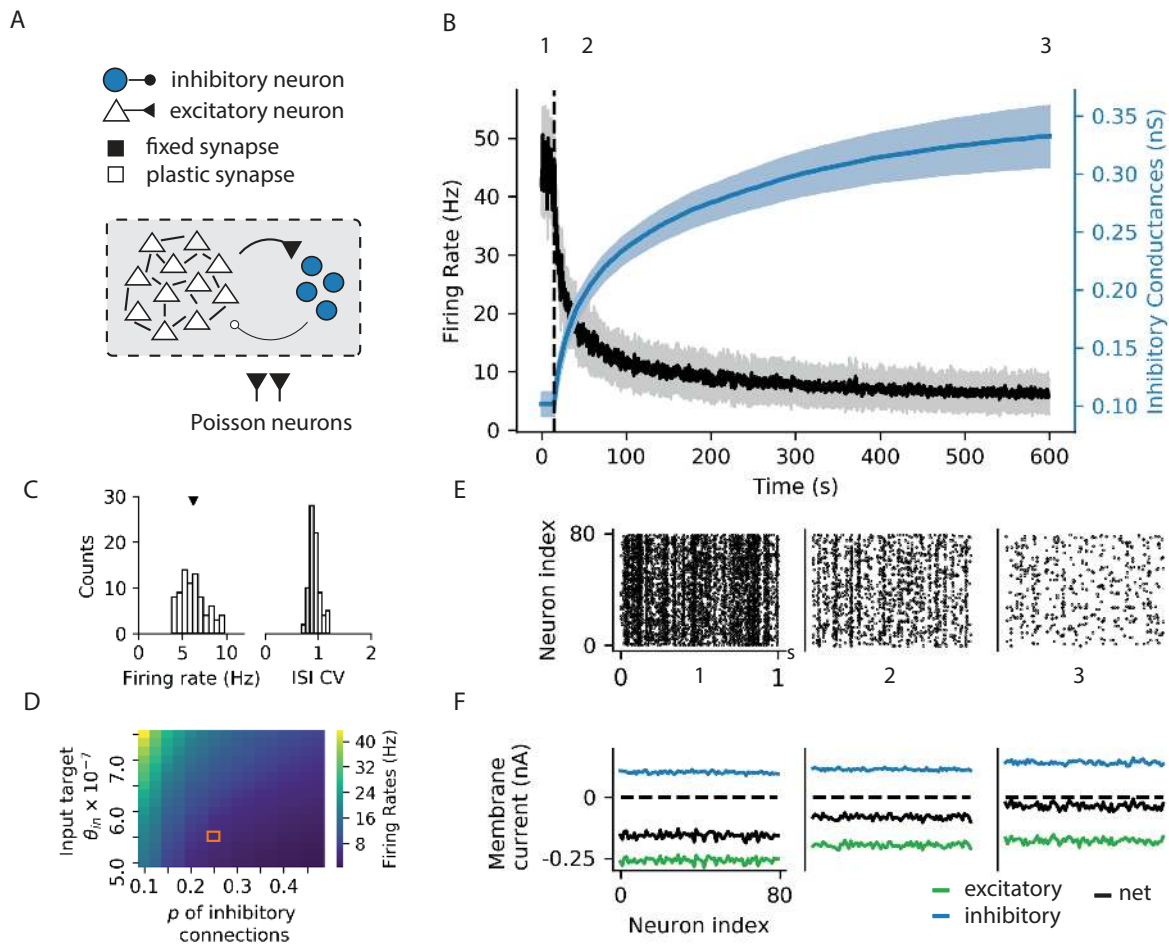 A
inhibitory neuron
excitatory neuron
fixed synapse
plastic synapse
Poisson neurons
B
1 2 3
Firing Rate (Hz)
50
40
30
20
10
0
0 100 200 300 400 500 600
Time (s)
0.35
0.30
0.25
0.20
0.15
0.10
Inhibitory Conductances (nS)
C
Counts
30
20
10
0
5 10
Firing rate (Hz)
0 1 2
ISI CV
D
Input target
θin × 10⁻⁷
7.0
6.0
5.0
0.1 0.2 0.3 0.4
p of inhibitory
connections
40
32
24
16
8
Firing Rates (Hz)
E
Neuron index
80
0
0 1 1 s
2
3
F
Membrane
current (nA)
0
-0.25
0 80
Neuron index
excitatory
inhibitory
net